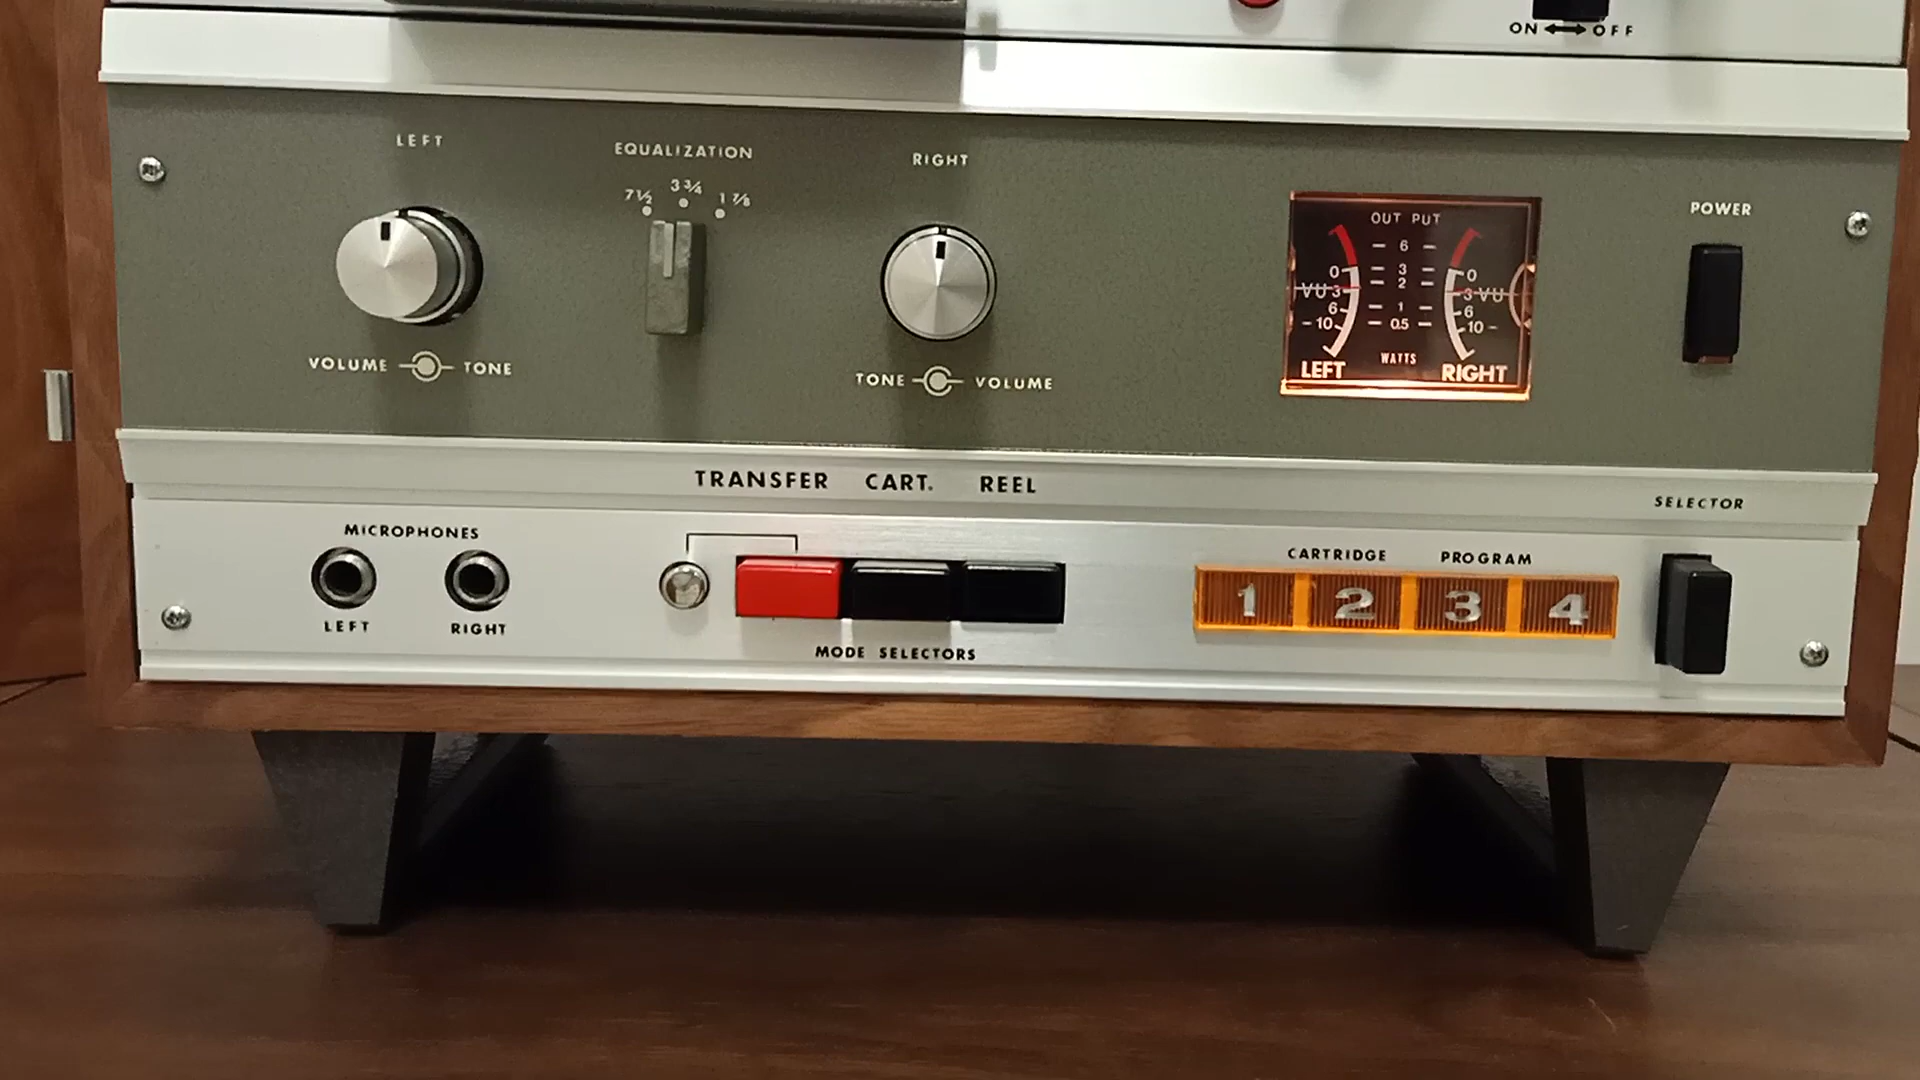 ON OFF
LEFT
EQUALIZATION
RIGHT
7½ 3¾ 1⅞
VOLUME TONE
TONE VOLUME
OUT PUT
6
0 3 0
VU 3 2 3 VU
6 1 6
-10 0.5 10-
WATTS
LEFT RIGHT
POWER
TRANSFER CART. REEL
SELECTOR
MICROPHONES
LEFT RIGHT
MODE SELECTORS
CARTRIDGE PROGRAM
1 2 3 4